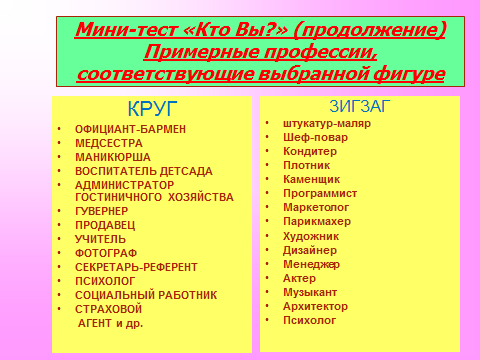 Мини-тест «Кто Вы?» (продолжение)
Примерные профессии,
соответствующие выбранной фигуре
КРУГ
• ОФИЦИАНТ-БАРМЕН
• МЕДСЕСТРА
• МАНИКЮРША
• ВОСПИТАТЕЛЬ ДЕТСАДА
• АДМИНИСТРАТОР
ГОСТИНИЧНОГО ХОЗЯЙСТВА
• ГУВЕРНЕР
• ПРОДАВЕЦ
• УЧИТЕЛЬ
• ФОТОГРАФ
• СЕКРЕТАРЬ-РЕФЕРЕНТ
• ПСИХОЛОГ
• СОЦИАЛЬНЫЙ РАБОТНИК
• СТРАХОВОЙ
АГЕНТ и др.
ЗИГЗАГ
• штукатур-маляр
• Шеф-повар
• Кондитер
• Плотник
• Каменщик
• Программист
• Маркетолог
• Парикмахер
• Художник
• Дизайнер
• Менеджер
• Актер
• Музыкант
• Архитектор
• Психолог